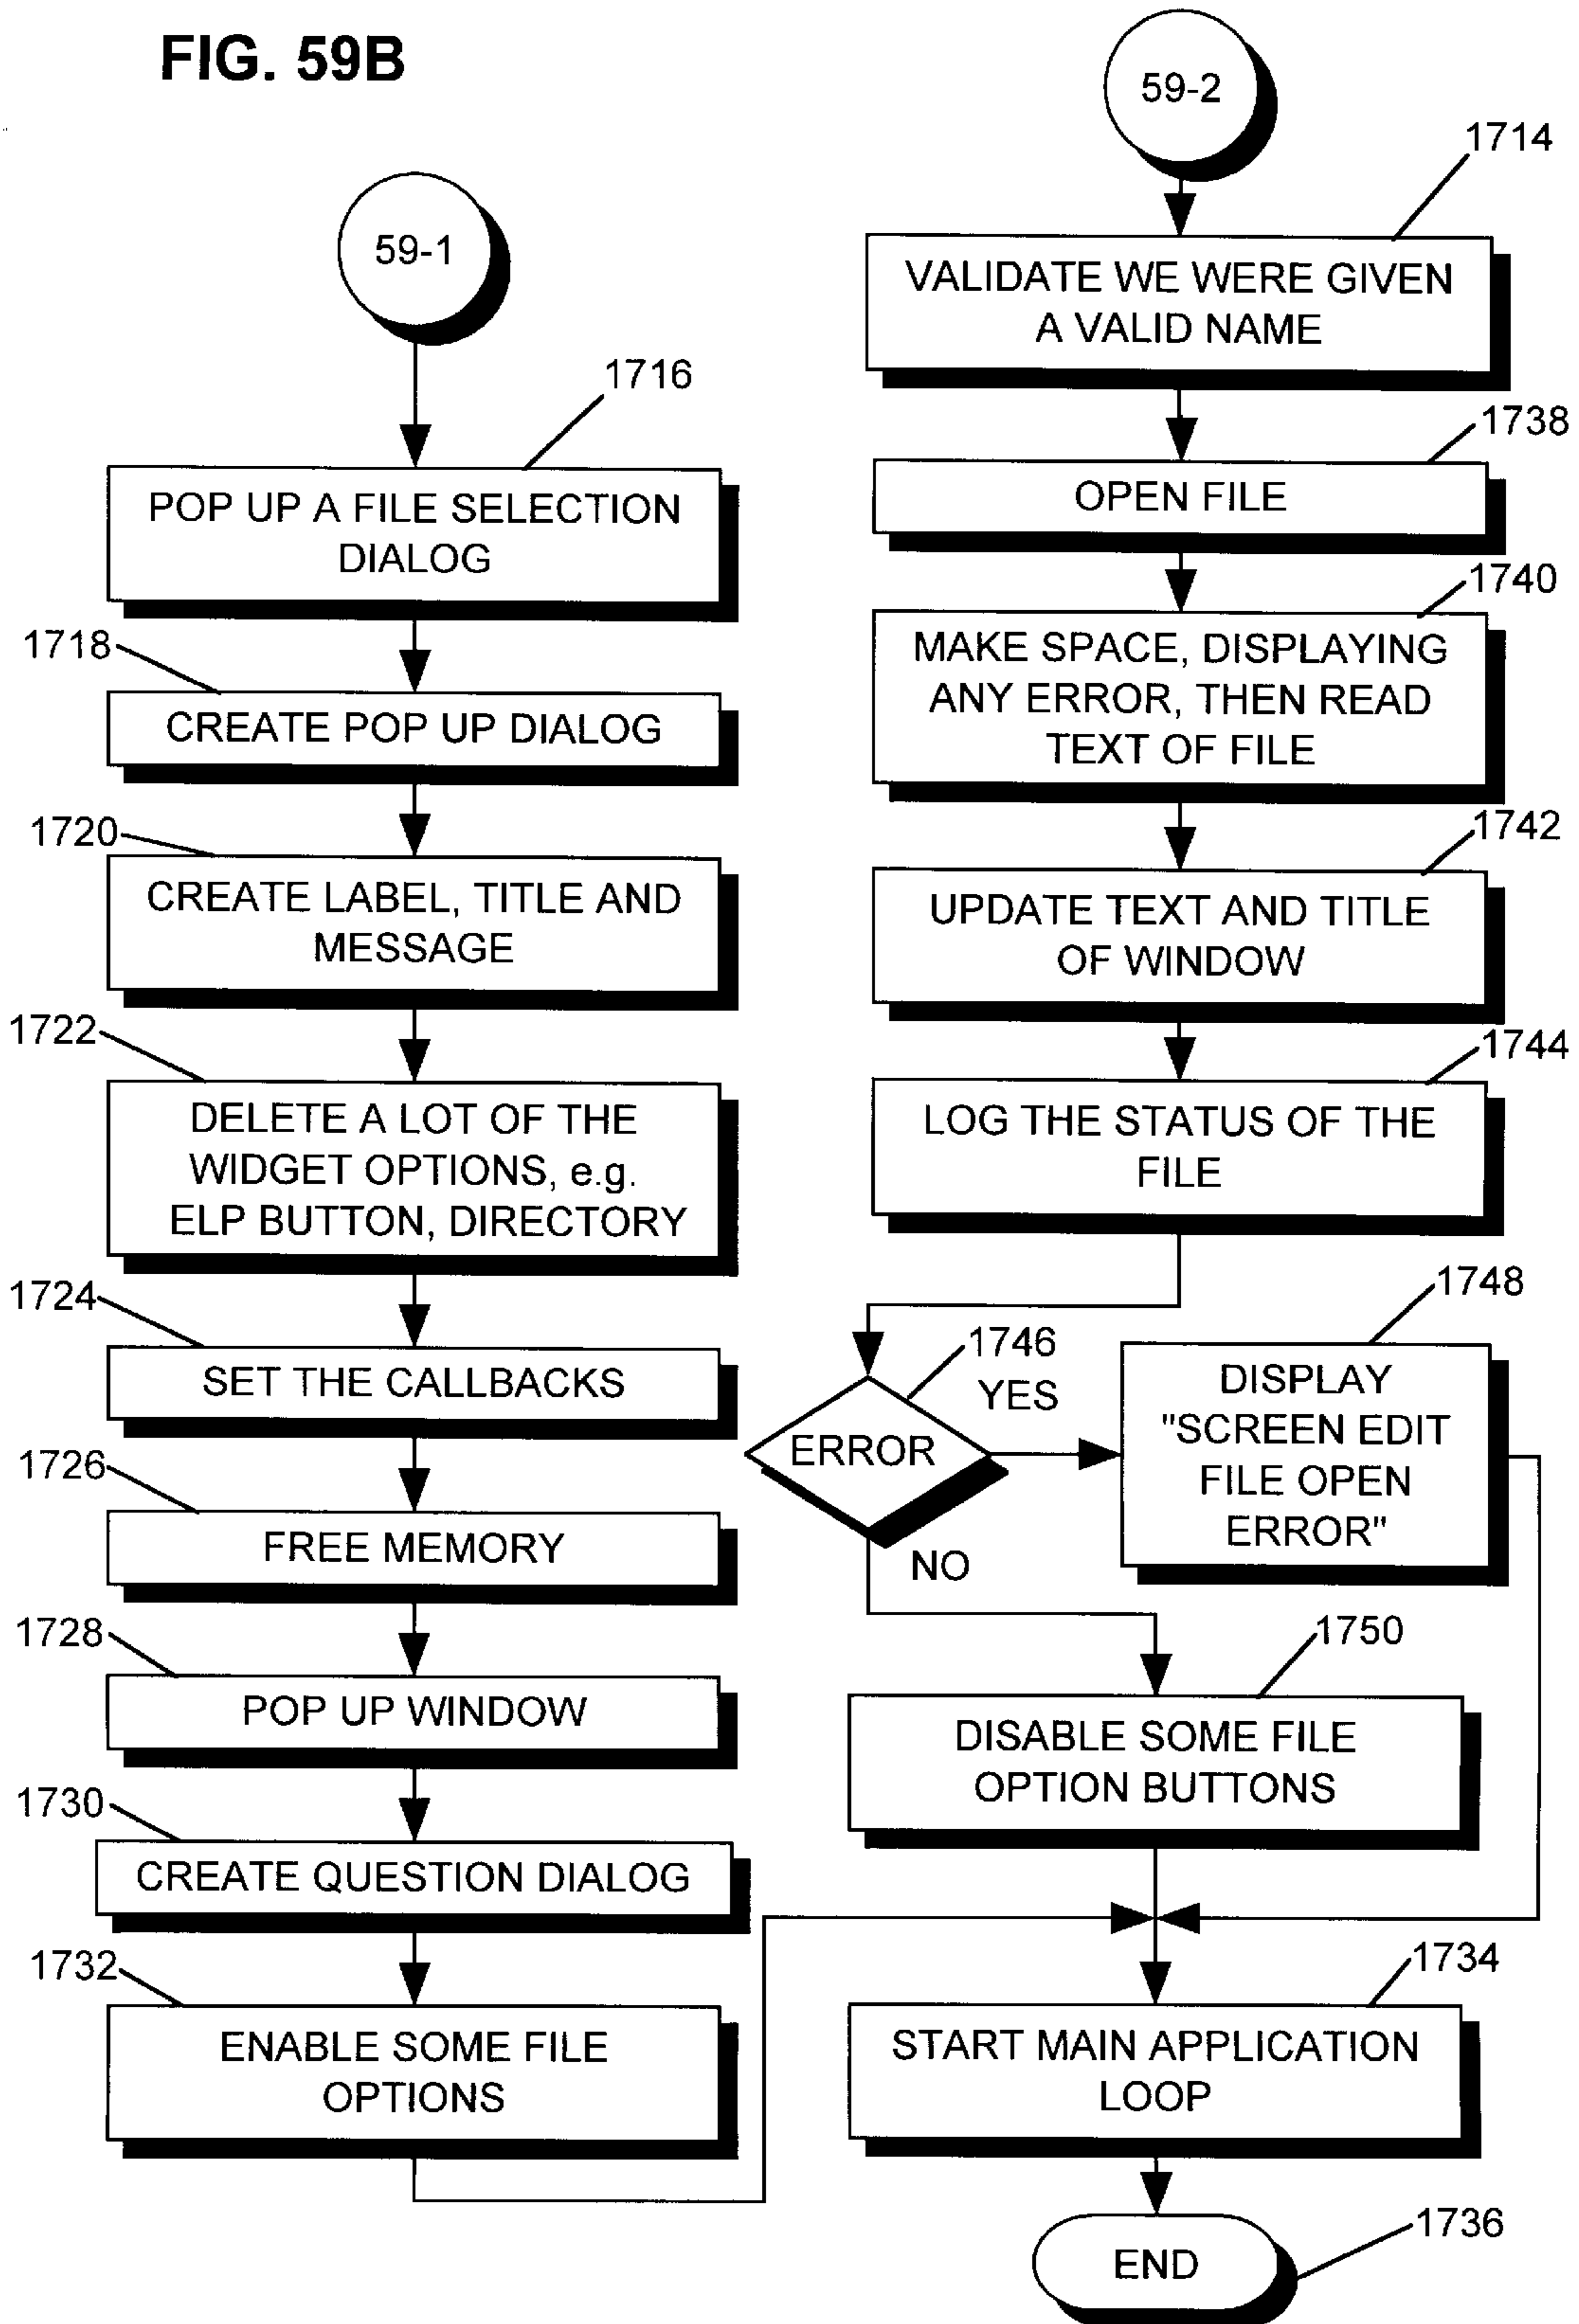 FIG. 59B
59-1
1716
POP UP A FILE SELECTION
DIALOG
1718
CREATE POP UP DIALOG
1720
CREATE LABEL, TITLE AND
MESSAGE
1722
DELETE A LOT OF THE
WIDGET OPTIONS, e.g.
ELP BUTTON, DIRECTORY
1724
SET THE CALLBACKS
1726
FREE MEMORY
1728
POP UP WINDOW
1730
CREATE QUESTION DIALOG
1732
ENABLE SOME FILE
OPTIONS
59-2
1714
VALIDATE WE WERE GIVEN
A VALID NAME
1738
OPEN FILE
1740
MAKE SPACE, DISPLAYING
ANY ERROR, THEN READ
TEXT OF FILE
1742
UPDATE TEXT AND TITLE
OF WINDOW
1744
LOG THE STATUS OF THE
FILE
1746
ERROR
YES
1748
DISPLAY
"SCREEN EDIT
FILE OPEN
ERROR"
NO
1750
DISABLE SOME FILE
OPTION BUTTONS
1734
START MAIN APPLICATION
LOOP
1736
END